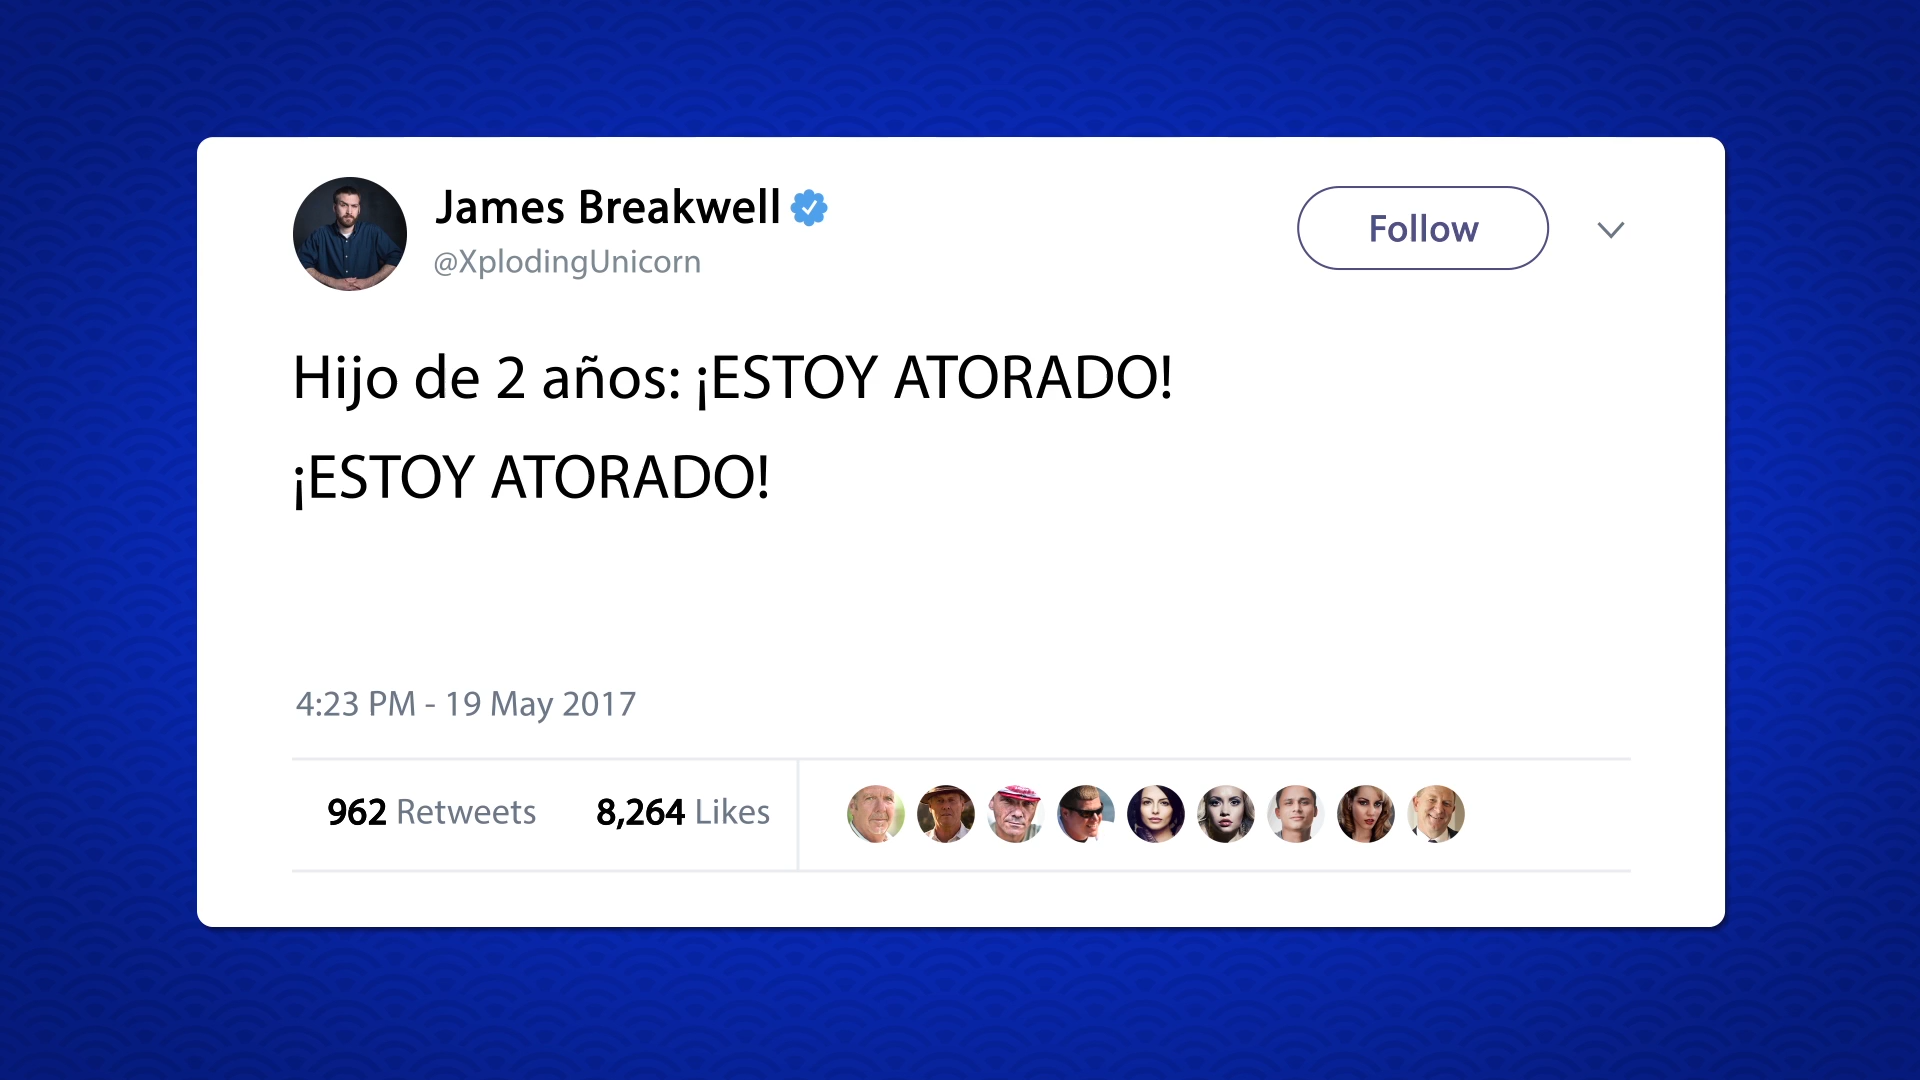 James Breakwell
@XplodingUnicorn
Follow
Hijo de 2 años: ¡ESTOY ATORADO!
¡ESTOY ATORADO!
4:23 PM - 19 May 2017
962 Retweets 8,264 Likes